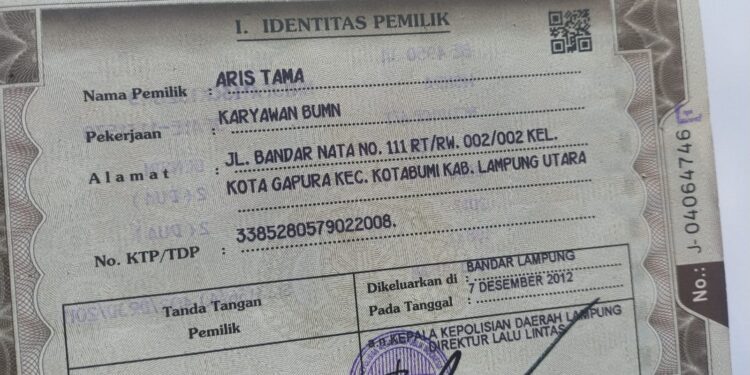 I. IDENTITAS PEMILIK
Nama Pemilik : ARIS TAMA
Pekerjaan : KARYAWAN BUMN
Alamat : JL. BANDAR NATA NO. 111 RT/RW. 002/002 KEL.
KOTA GAPURA KEC. KOTABUMI KAB. LAMPUNG UTARA
No. KTP/TDP : 3385280579022008.
Tanda Tangan
Pemilik
Dikeluarkan di : BANDAR LAMPUNG
Pada Tanggal : 7 DESEMBER 2012
a.n. KEPALA KEPOLISIAN DAERAH LAMPUNG
DIREKTUR LALU LINTAS
No.: J-04064746